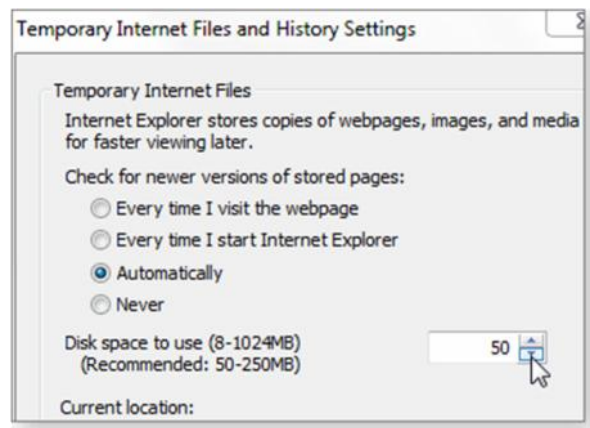 Temporary Internet Files and History Settings
Temporary Internet Files
Internet Explorer stores copies of webpages, images, and media
for faster viewing later.
Check for newer versions of stored pages:
Every time I visit the webpage
Every time I start Internet Explorer
Automatically
Never
Disk space to use (8-1024MB) 50
(Recommended: 50-250MB)
Current location: